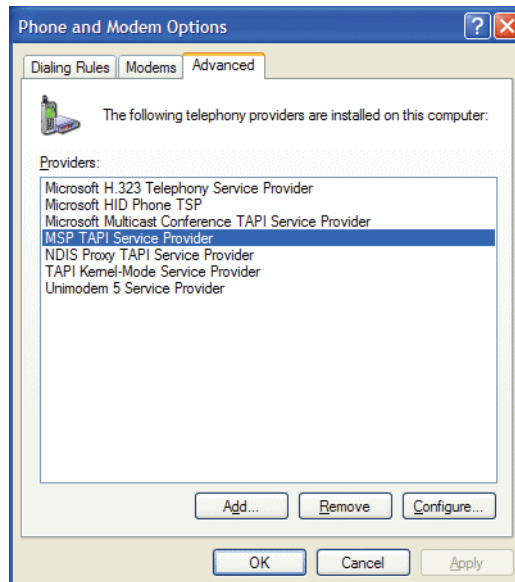 Phone and Modem Options
Dialing Rules Modems Advanced
The following telephony providers are installed on this computer:
Providers:
Microsoft H.323 Telephony Service Provider
Microsoft HID Phone TSP
Microsoft Multicast Conference TAPI Service Provider
MSP TAPI Service Provider
NDIS Proxy TAPI Service Provider
TAPI Kernel-Mode Service Provider
Unimodem 5 Service Provider
Add... Remove Configure...
OK Cancel Apply